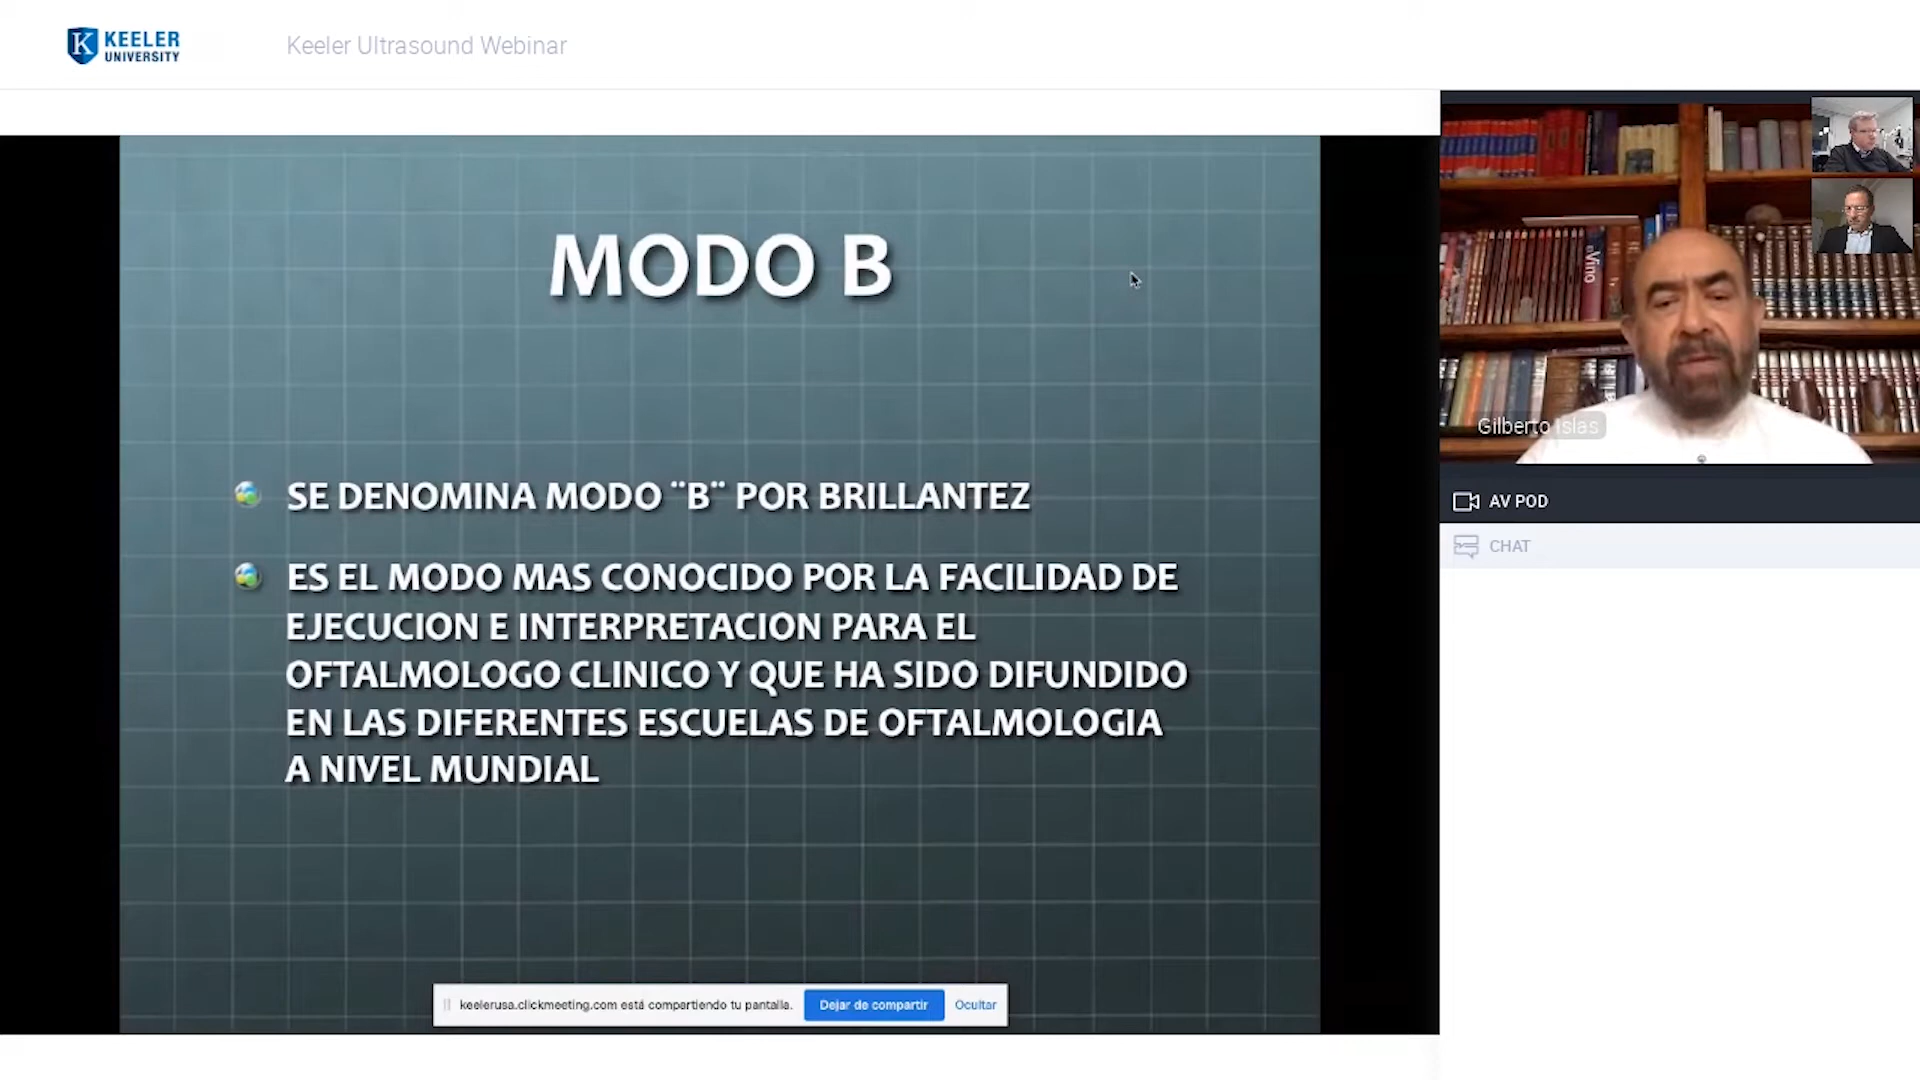 KEELER
UNIVERSITY
Keeler Ultrasound Webinar
MODO B
SE DENOMINA MODO ¨B¨ POR BRILLANTEZ
ES EL MODO MAS CONOCIDO POR LA FACILIDAD DE
EJECUCION E INTERPRETACION PARA EL
OFTALMOLOGO CLINICO Y QUE HA SIDO DIFUNDIDO
EN LAS DIFERENTES ESCUELAS DE OFTALMOLOGIA
A NIVEL MUNDIAL
keelerusa.clickmeeting.com está compartiendo tu pantalla.
Dejar de compartir
Ocultar
Vino
Gilberto Islas
AV POD
CHAT